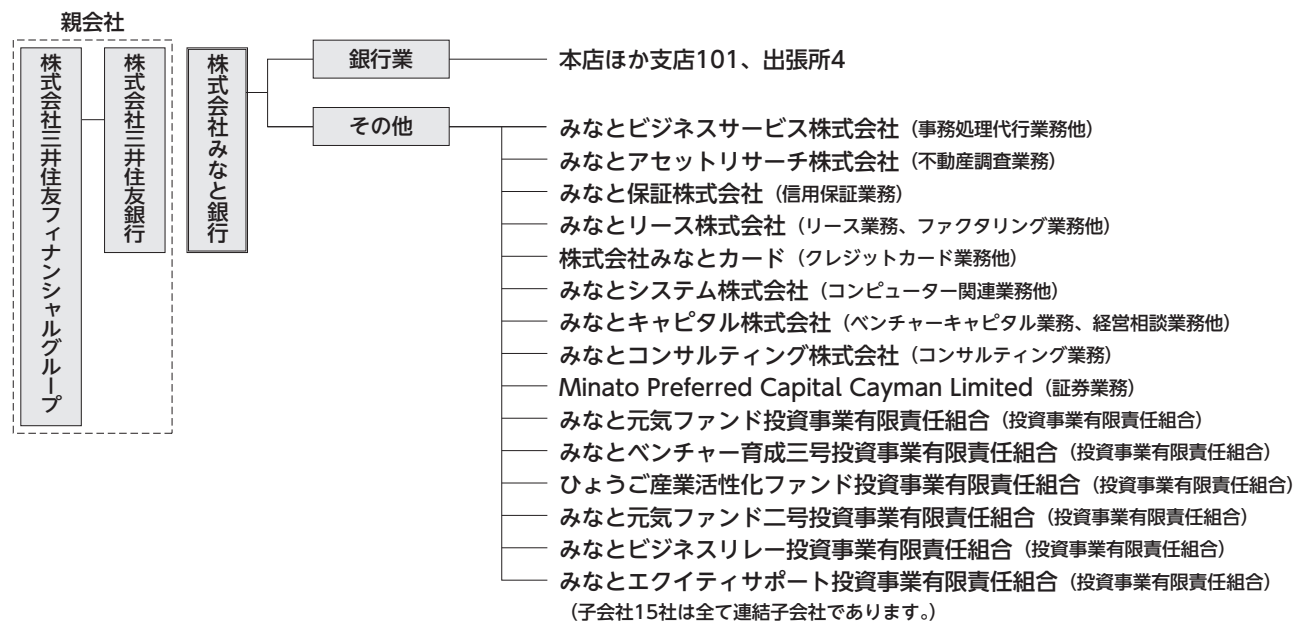 親会社
株式会社三井住友フィナンシャルグループ
株式会社三井住友銀行
株式会社みなと銀行
銀行業
本店ほか支店101、出張所4
その他
みなとビジネスサービス株式会社（事務処理代行業務他）
みなとアセットリサーチ株式会社（不動産調査業務）
みなと保証株式会社（信用保証業務）
みなとリース株式会社（リース業務、ファクタリング業務他）
株式会社みなとカード（クレジットカード業務他）
みなとシステム株式会社（コンピューター関連業務他）
みなとキャピタル株式会社（ベンチャーキャピタル業務、経営相談業務他）
みなとコンサルティング株式会社（コンサルティング業務）
Minato Preferred Capital Cayman Limited（証券業務）
みなと元気ファンド投資事業有限責任組合（投資事業有限責任組合）
みなとベンチャー育成三号投資事業有限責任組合（投資事業有限責任組合）
ひょうご産業活性化ファンド投資事業有限責任組合（投資事業有限責任組合）
みなと元気ファンド二号投資事業有限責任組合（投資事業有限責任組合）
みなとビジネスリレー投資事業有限責任組合（投資事業有限責任組合）
みなとエクイティサポート投資事業有限責任組合（投資事業有限責任組合）
（子会社15社は全て連結子会社であります。）